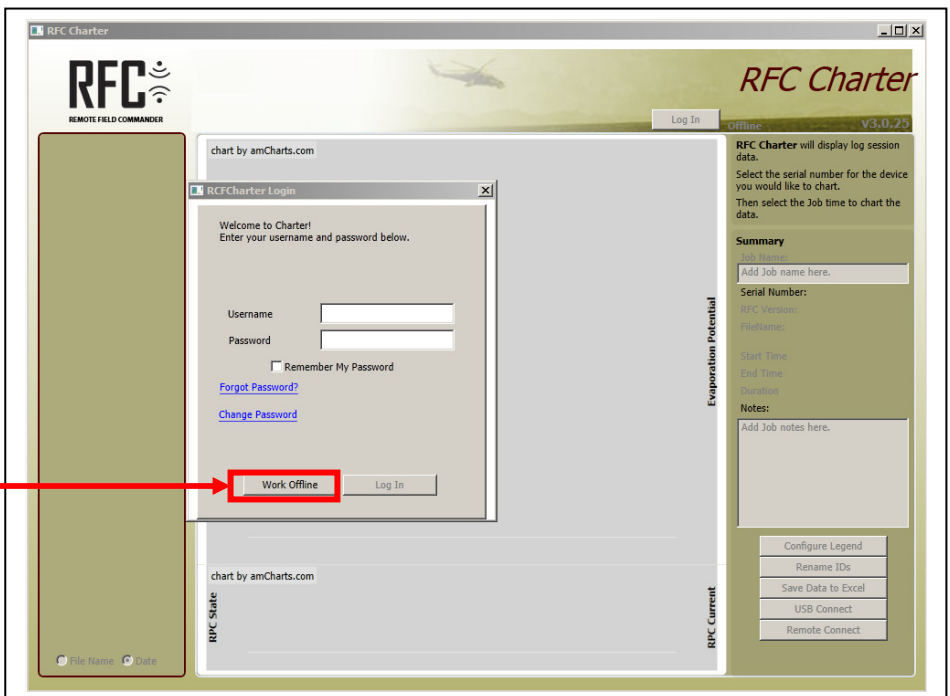 RFC Charter
RFC
REMOTE FIELD COMMANDER
RFC Charter
Log In
Offline
v3.0.25
chart by amCharts.com
RCFCharter Login
Welcome to Charter!
Enter your username and password below.
Username
Password
Remember My Password
Forgot Password?
Change Password
Work Offline
Log In
Evaporation Potential
chart by amCharts.com
RPC State
RPC Current
File Name
Date
RFC Charter will display log session
data.
Select the serial number for the device
you would like to chart.
Then select the Job time to chart the
data.
Summary
Job Name:
Add Job name here.
Serial Number:
RFC Version:
FileName:
Start Time
End Time
Duration
Notes:
Add Job notes here.
Configure Legend
Rename IDs
Save Data to Excel
USB Connect
Remote Connect